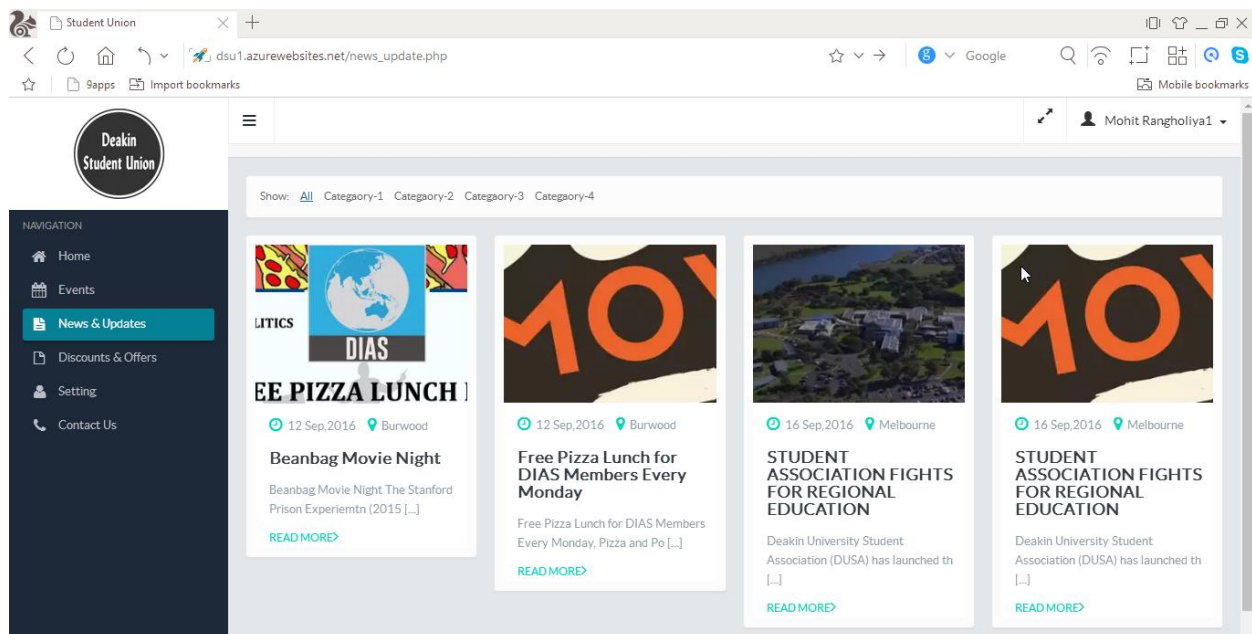 Student Union
dsu1.azurewebsites.net/news_update.php
Google
9apps Import bookmarks
Mobile bookmarks
Deakin
Student Union
Mohit Rangholiya1
Show: All Categaory-1 Categaory-2 Categaory-3 Categaory-4
NAVIGATION
Home
Events
News & Updates
Discounts & Offers
Setting
Contact Us
LITICS
DIAS
EE PIZZA LUNCH
12 Sep,2016 Burwood
Beanbag Movie Night
Beanbag Movie Night The Stanford
Prison Experiemtn (2015 [...]
READ MORE
MOV
12 Sep,2016 Burwood
Free Pizza Lunch for
DIAS Members Every
Monday
Free Pizza Lunch for DIAS Members
Every Monday, Pizza and Po [...]
READ MORE
16 Sep,2016 Melbourne
STUDENT
ASSOCIATION FIGHTS
FOR REGIONAL
EDUCATION
Deakin University Student
Association (DUSA) has launched th
[...]
READ MORE
MOV
16 Sep,2016 Melbourne
STUDENT
ASSOCIATION FIGHTS
FOR REGIONAL
EDUCATION
Deakin University Student
Association (DUSA) has launched th
[...]
READ MORE